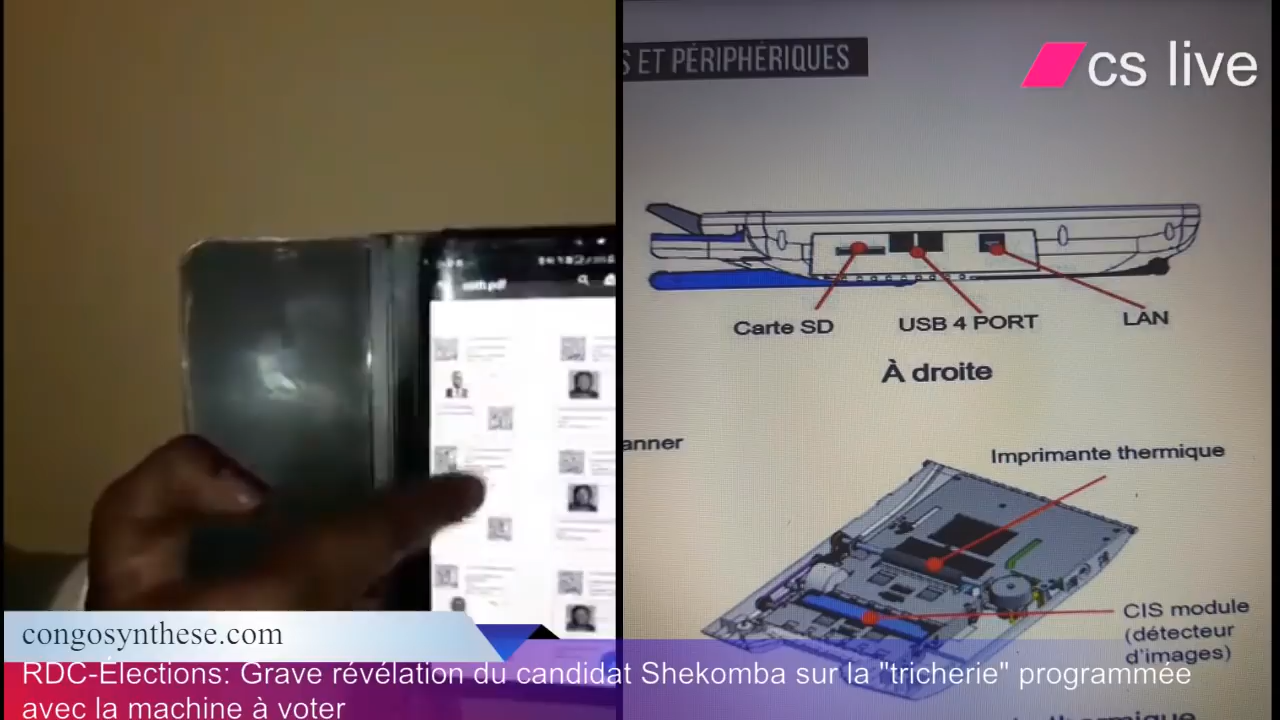 S ET PÉRIPHÉRIQUES
cs live
Carte SD
USB 4 PORT
LAN
À droite
anner
Imprimante thermique
CIS module
(détecteur
d'images)
thermique
congosynthese.com
RDC-Élections: Grave révélation du candidat Shekomba sur la "tricherie" programmée
avec la machine à voter